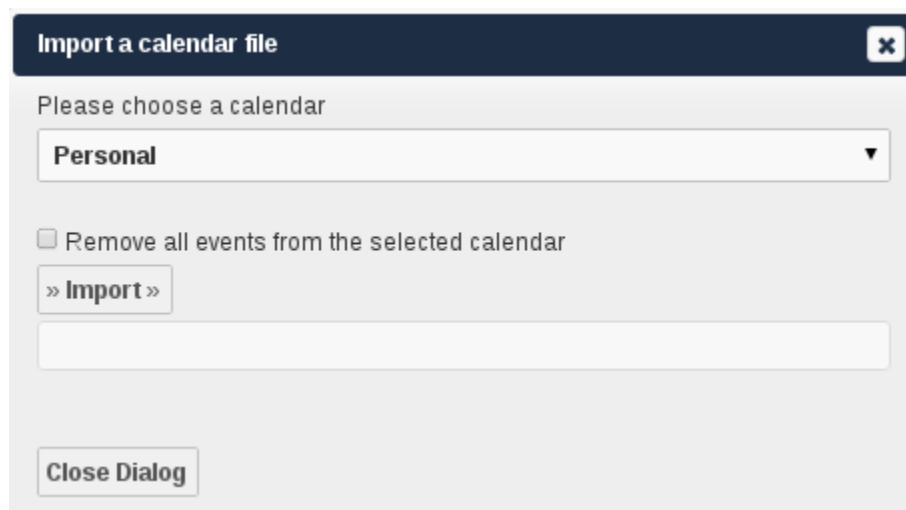 Import a calendar file
Please choose a calendar
Personal
Remove all events from the selected calendar
» Import »
Close Dialog